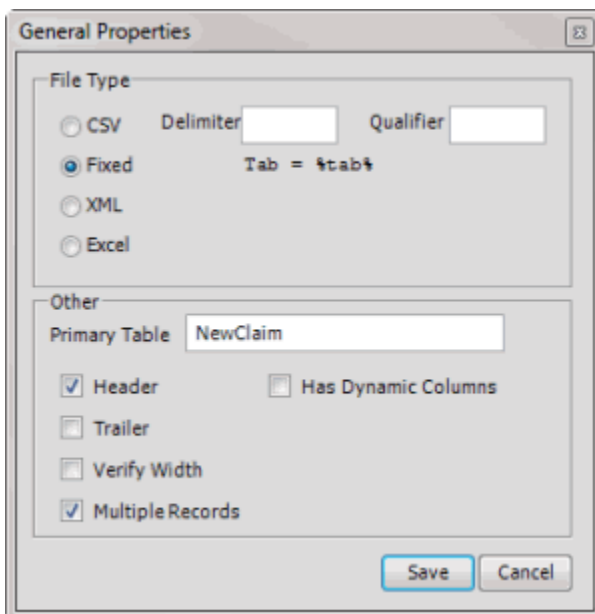 General Properties
File Type
CSV Delimiter Qualifier
Fixed Tab = %tab%
XML
Excel
Other
Primary Table NewClaim
Header Has Dynamic Columns
Trailer
Verify Width
Multiple Records
Save Cancel